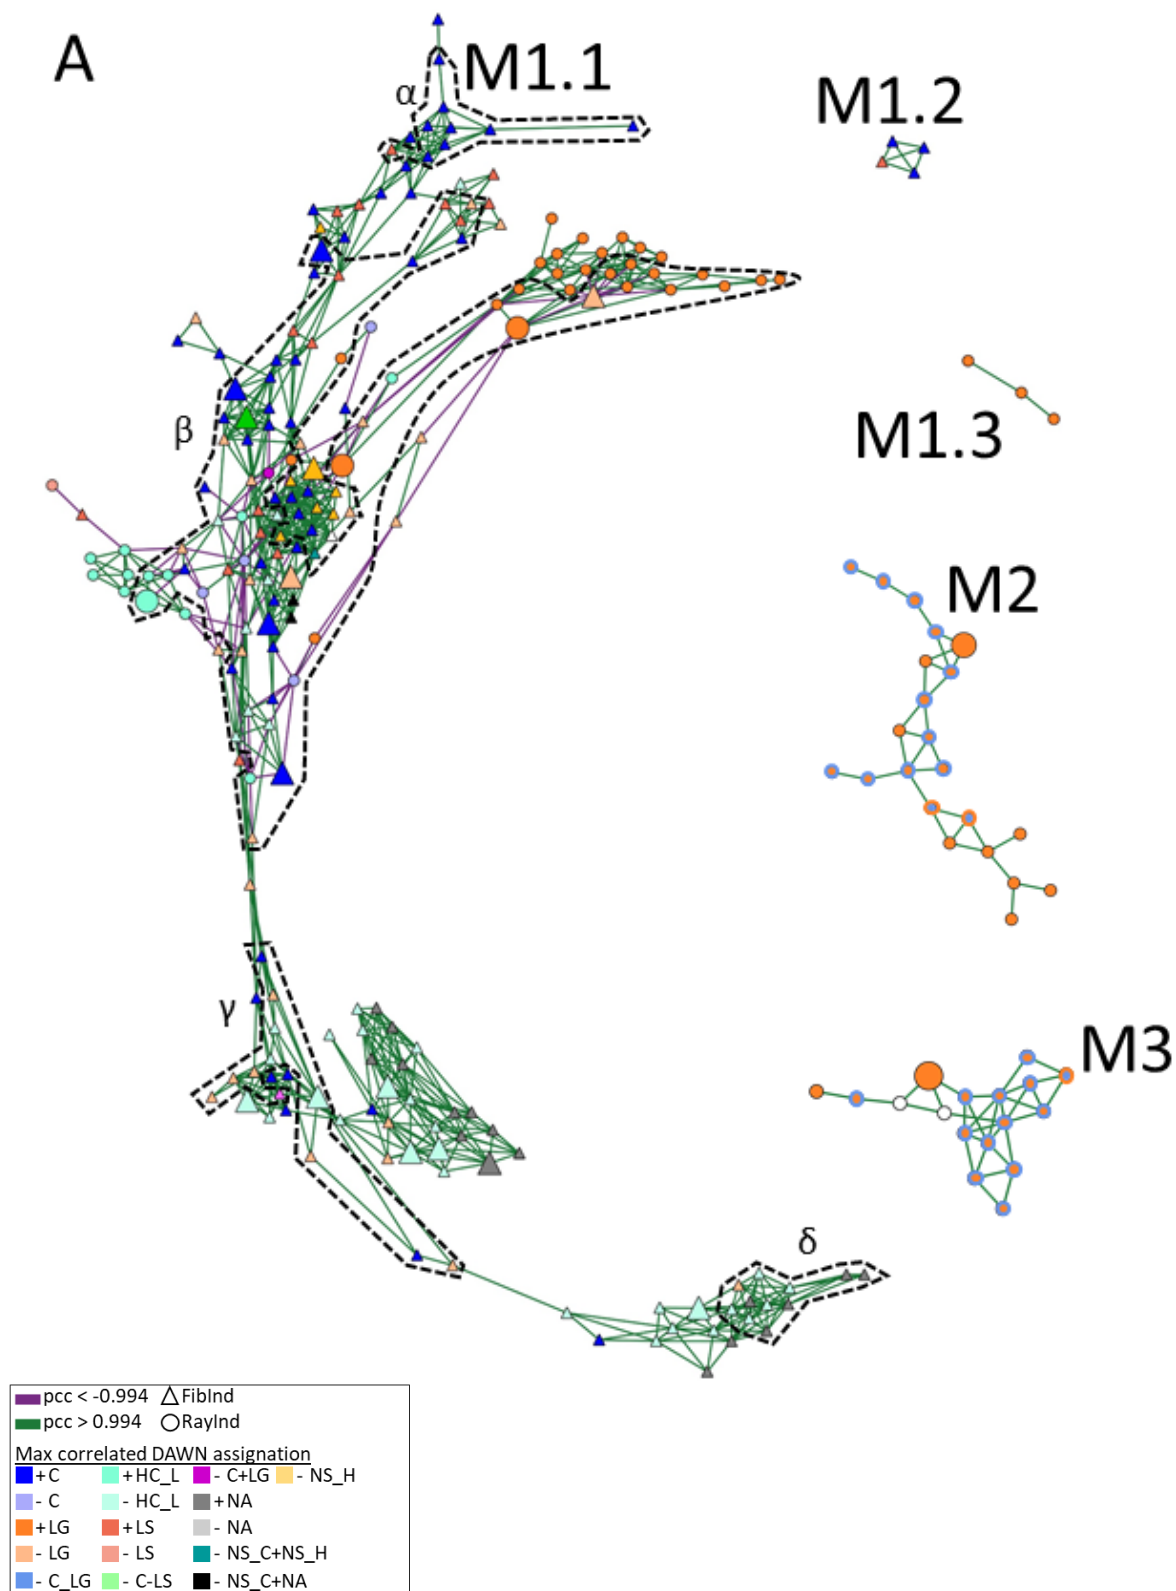 A
M1.1
α
M1.2
M1.3
β
M2
γ
M3
δ
pcc < -0.994 FibInd
pcc > 0.994 RayInd
Max correlated DAWN assignation
+C +HC_L - C+LG - NS_H
- C - HC_L +NA
+LG +LS - NA
- LG - LS - NS_C+NS_H
- C_LG - C-LS - NS_C+NA